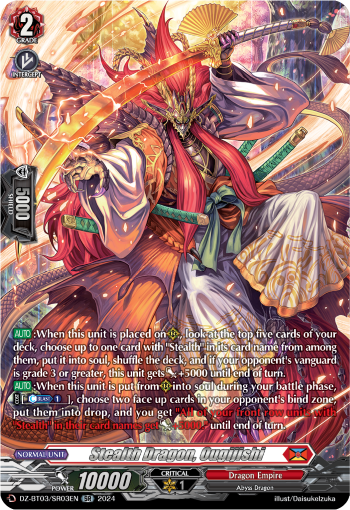 2
GRADE
INTERCEPT
5000
SHIELD
AUTO :When this unit is placed on , look at the top five cards of your
deck, choose up to one card with "Stealth" in its card name from among
them, put it into soul, shuffle the deck, and if your opponent's vanguard
is grade 3 or greater, this unit gets +5000 until end of turn.
AUTO :When this unit is put from into soul during battle phase,
[ BLAST 1 ], choose two face up cards in your opponent's bind zone,
put them into drop, and you get "All of your front row units with
"Stealth" in their card names get +5000" until end of turn.
NORMAL UNIT
Stealth Dragon,
POWER
10000
CRITICAL
1
Dragon Empire
Abyss Dragon
D-BT03/SR03EN SR 2024
illust/DaisukeIzuka